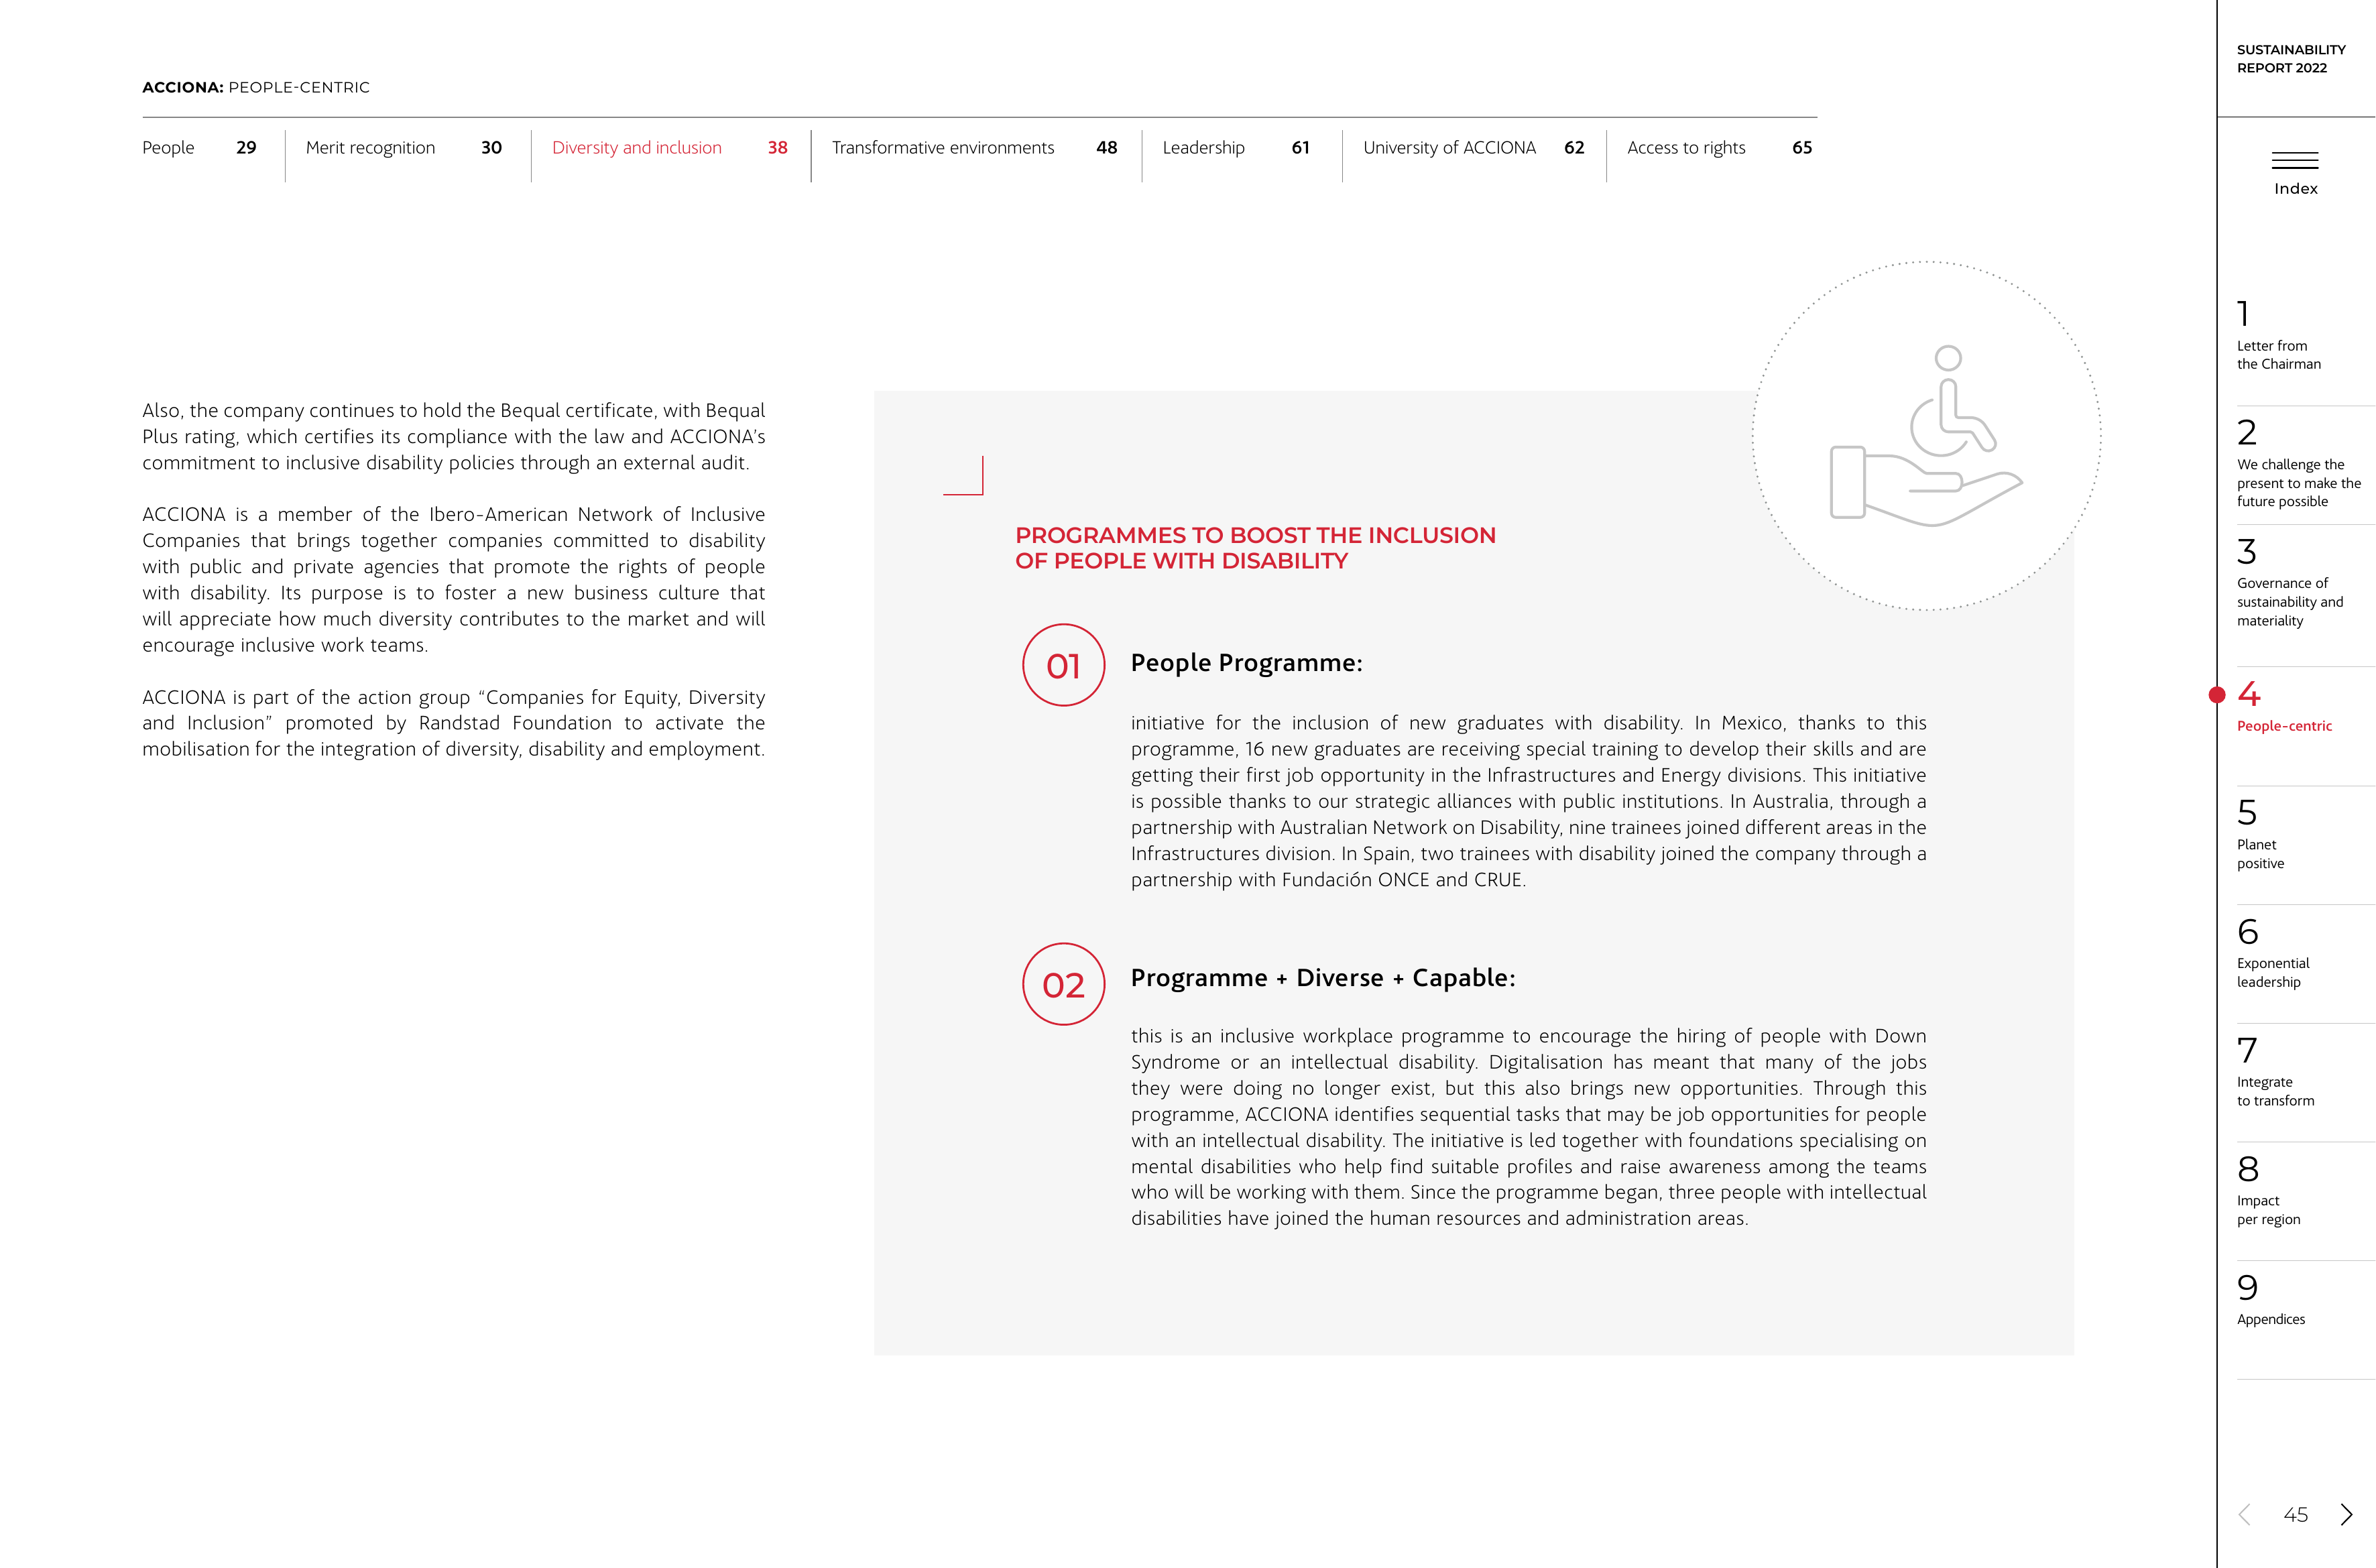 ACCIONA: PEOPLE-CENTRIC
People 29
Merit recognition 30
Diversity and inclusion 38
Transformative environments 48
Leadership 61
University of ACCIONA 62
Access to rights 65
Also, the company continues to hold the Bequal certificate, with Bequal
Plus rating, which certifies its compliance with the law and ACCIONA’s
commitment to inclusive disability policies through an external audit.
ACCIONA is a member of the Ibero-American Network of Inclusive
Companies that brings together companies committed to disability
with public and private agencies that promote the rights of people
with disability. Its purpose is to foster a new business culture that
will appreciate how much diversity contributes to the market and will
encourage inclusive work teams.
ACCIONA is part of the action group “Companies for Equity, Diversity
and Inclusion” promoted by Randstad Foundation to activate the
mobilisation for the integration of diversity, disability and employment.
PROGRAMMES TO BOOST THE INCLUSION
OF PEOPLE WITH DISABILITY
01
People Programme:
initiative for the inclusion of new graduates with disability. In Mexico, thanks to this
programme, 16 new graduates are receiving special training to develop their skills and are
getting their first job opportunity in the Infrastructures and Energy divisions. This initiative
is possible thanks to our strategic alliances with public institutions. In Australia, through a
partnership with Australian Network on Disability, nine trainees joined different areas in the
Infrastructures division. In Spain, two trainees with disability joined the company through a
partnership with Fundación ONCE and CRUE.
02
Programme + Diverse + Capable:
this is an inclusive workplace programme to encourage the hiring of people with Down
Syndrome or an intellectual disability. Digitalisation has meant that many of the jobs
they were doing no longer exist, but this also brings new opportunities. Through this
programme, ACCIONA identifies sequential tasks that may be job opportunities for people
with an intellectual disability. The initiative is led together with foundations specialising on
mental disabilities who help find suitable profiles and raise awareness among the teams
who will be working with them. Since the programme began, three people with intellectual
disabilities have joined the human resources and administration areas.
SUSTAINABILITY
REPORT 2022
Index
1
Letter from
the Chairman
2
We challenge the
present to make the
future possible
3
Governance of
sustainability and
materiality
4
People-centric
5
Planet
positive
6
Exponential
leadership
7
Integrate
to transform
8
Impact
per region
9
Appendices
45